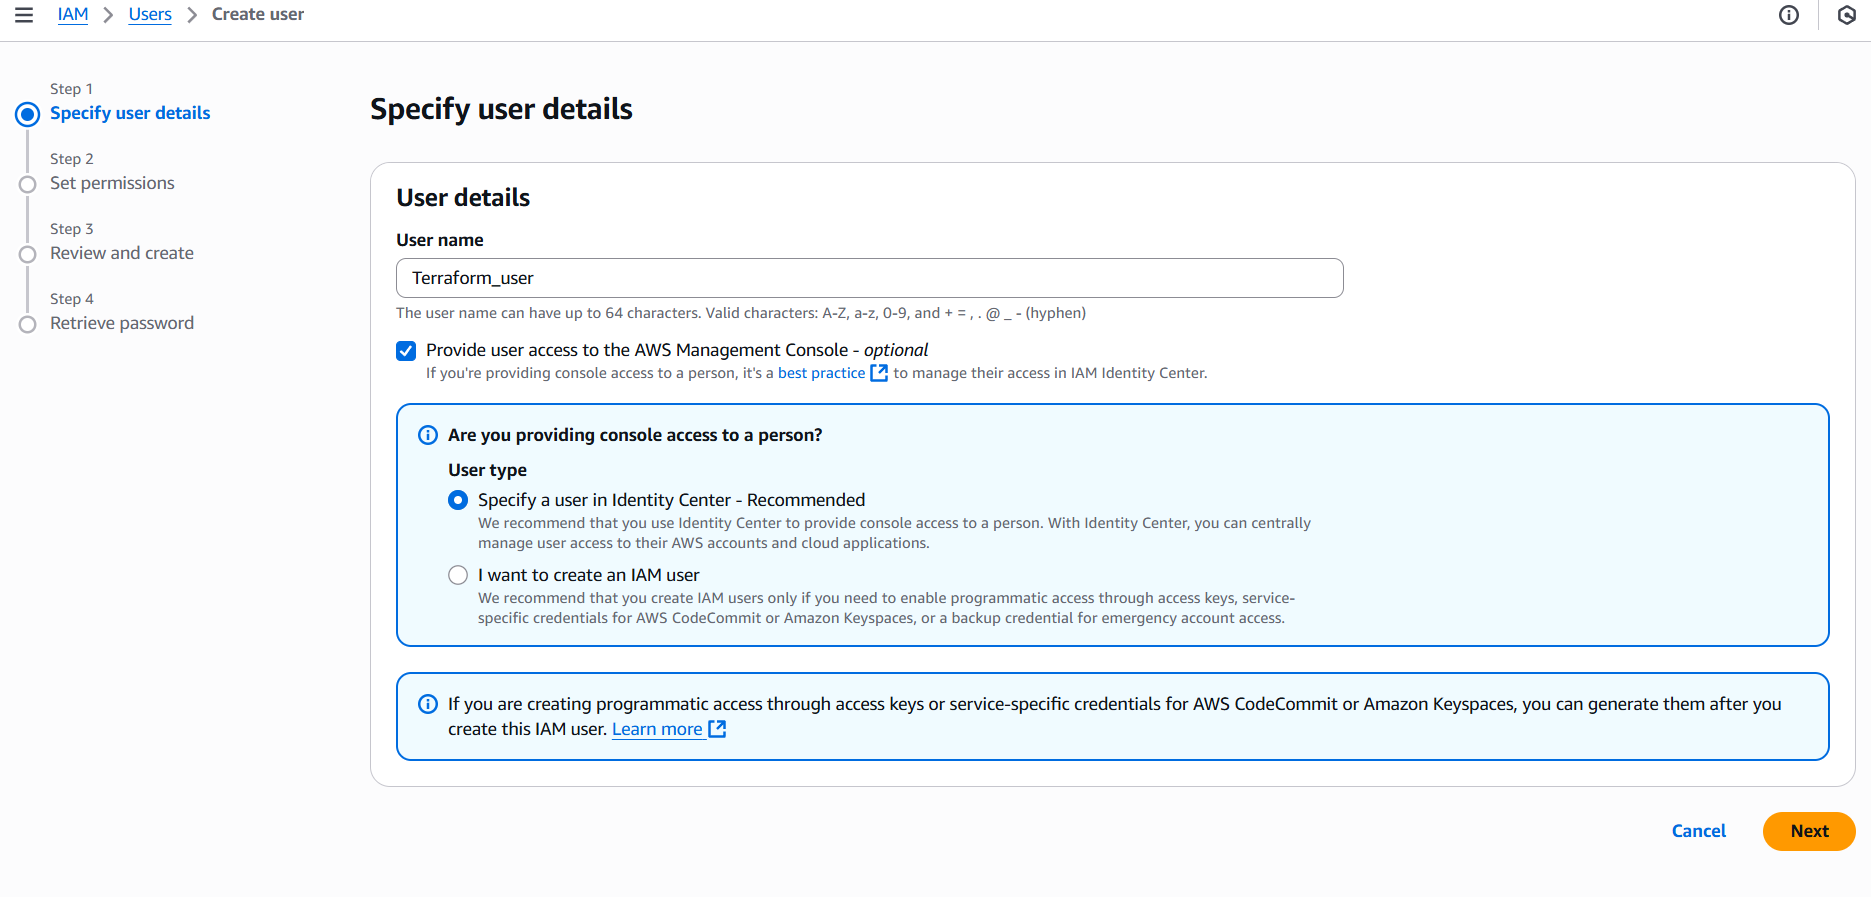 IAM > Users > Create user
Step 1
Specify user details
Step 2
Set permissions
Step 3
Review and create
Step 4
Retrieve password
Specify user details
User details
User name
Terraform_user
The user name can have up to 64 characters. Valid characters: A-Z, a-z, 0-9, and + = , . @ _ - (hyphen)
Provide user access to the AWS Management Console - optional
If you're providing console access to a person, it's a best practice to manage their access in IAM Identity Center.
Are you providing console access to a person?
User type
Specify a user in Identity Center - Recommended
We recommend that you use Identity Center to provide console access to a person. With Identity Center, you can centrally
manage user access to their AWS accounts and cloud applications.
I want to create an IAM user
We recommend that you create IAM users only if you need to enable programmatic access through access keys, service-
specific credentials for AWS CodeCommit or Amazon Keyspaces, or a backup credential for emergency account access.
If you are creating programmatic access through access keys or service-specific credentials for AWS CodeCommit or Amazon Keyspaces, you can generate them after you
create this IAM user. Learn more
Cancel
Next